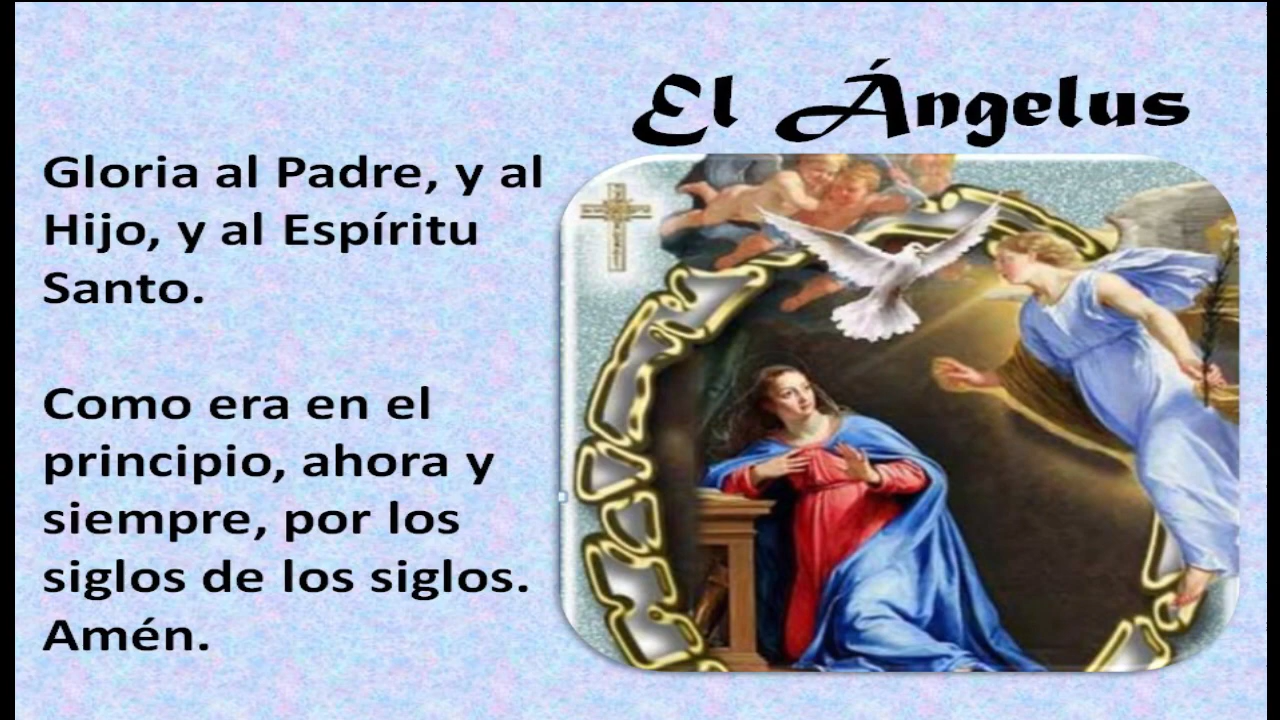 El Ángelus
Gloria al Padre, y al
Hijo, y al Espíritu
Santo.
Como era en el
principio, ahora y
siempre, por los
siglos de los siglos.
Amén.